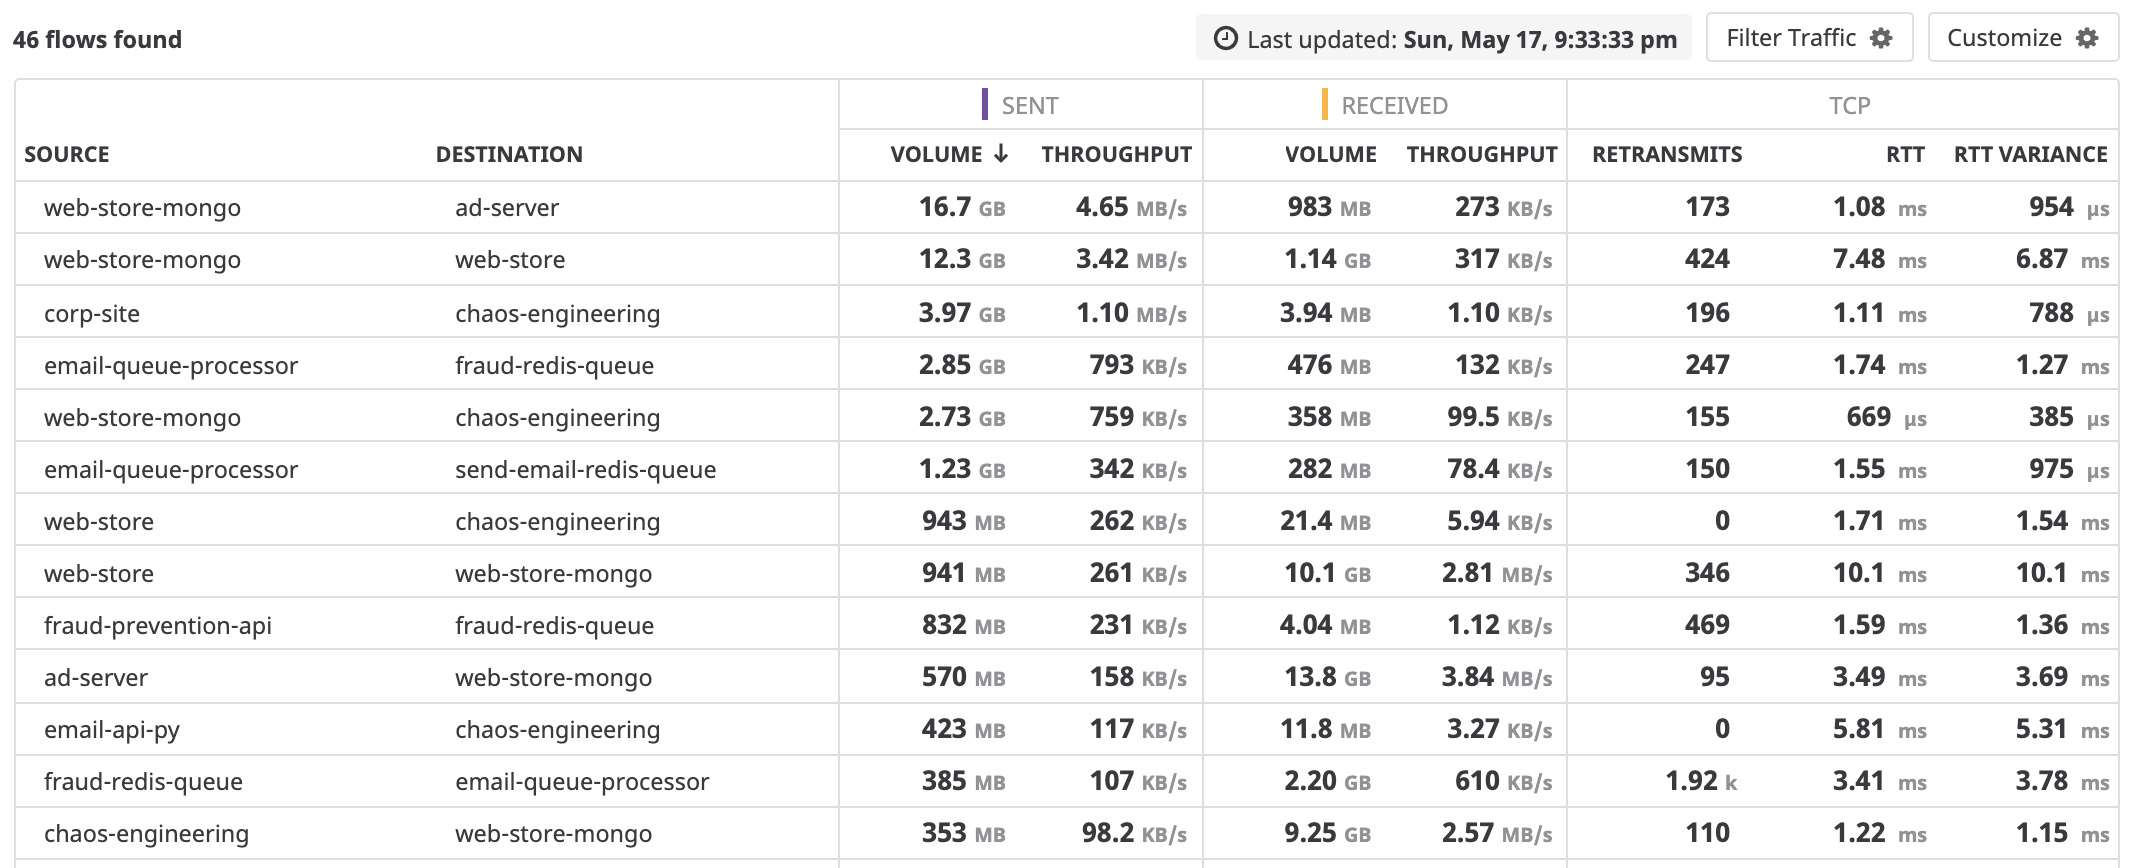 46 flows found Last updated: Sun, May 17, 9:33:33 pm Filter Traffic Customize
SENT RECEIVED TCP
SOURCE DESTINATION VOLUME ↓ THROUGHPUT VOLUME THROUGHPUT RETRANSMITS RTT RTT VARIANCE
web-store-mongo ad-server 16.7 GB 4.65 MB/s 983 MB 273 KB/s 173 1.08 ms 954 µs
web-store-mongo web-store 12.3 GB 3.42 MB/s 1.14 GB 317 KB/s 424 7.48 ms 6.87 ms
corp-site chaos-engineering 3.97 GB 1.10 MB/s 3.94 MB 1.10 KB/s 196 1.11 ms 788 µs
email-queue-processor fraud-redis-queue 2.85 GB 793 KB/s 476 MB 132 KB/s 247 1.74 ms 1.27 ms
web-store-mongo chaos-engineering 2.73 GB 759 KB/s 358 MB 99.5 KB/s 155 669 µs 385 µs
email-queue-processor send-email-redis-queue 1.23 GB 342 KB/s 282 MB 78.4 KB/s 150 1.55 ms 975 µs
web-store chaos-engineering 943 MB 262 KB/s 21.4 MB 5.94 KB/s 0 1.71 ms 1.54 ms
web-store web-store-mongo 941 MB 261 KB/s 10.1 GB 2.81 MB/s 346 10.1 ms 10.1 ms
fraud-prevention-api fraud-redis-queue 832 MB 231 KB/s 4.04 MB 1.12 KB/s 469 1.59 ms 1.36 ms
ad-server web-store-mongo 570 MB 158 KB/s 13.8 GB 3.84 MB/s 95 3.49 ms 3.69 ms
email-api-py chaos-engineering 423 MB 117 KB/s 11.8 MB 3.27 KB/s 0 5.81 ms 5.31 ms
fraud-redis-queue email-queue-processor 385 MB 107 KB/s 2.20 GB 610 KB/s 1.92 k 3.41 ms 3.78 ms
chaos-engineering web-store-mongo 353 MB 98.2 KB/s 9.25 GB 2.57 MB/s 110 1.22 ms 1.15 ms